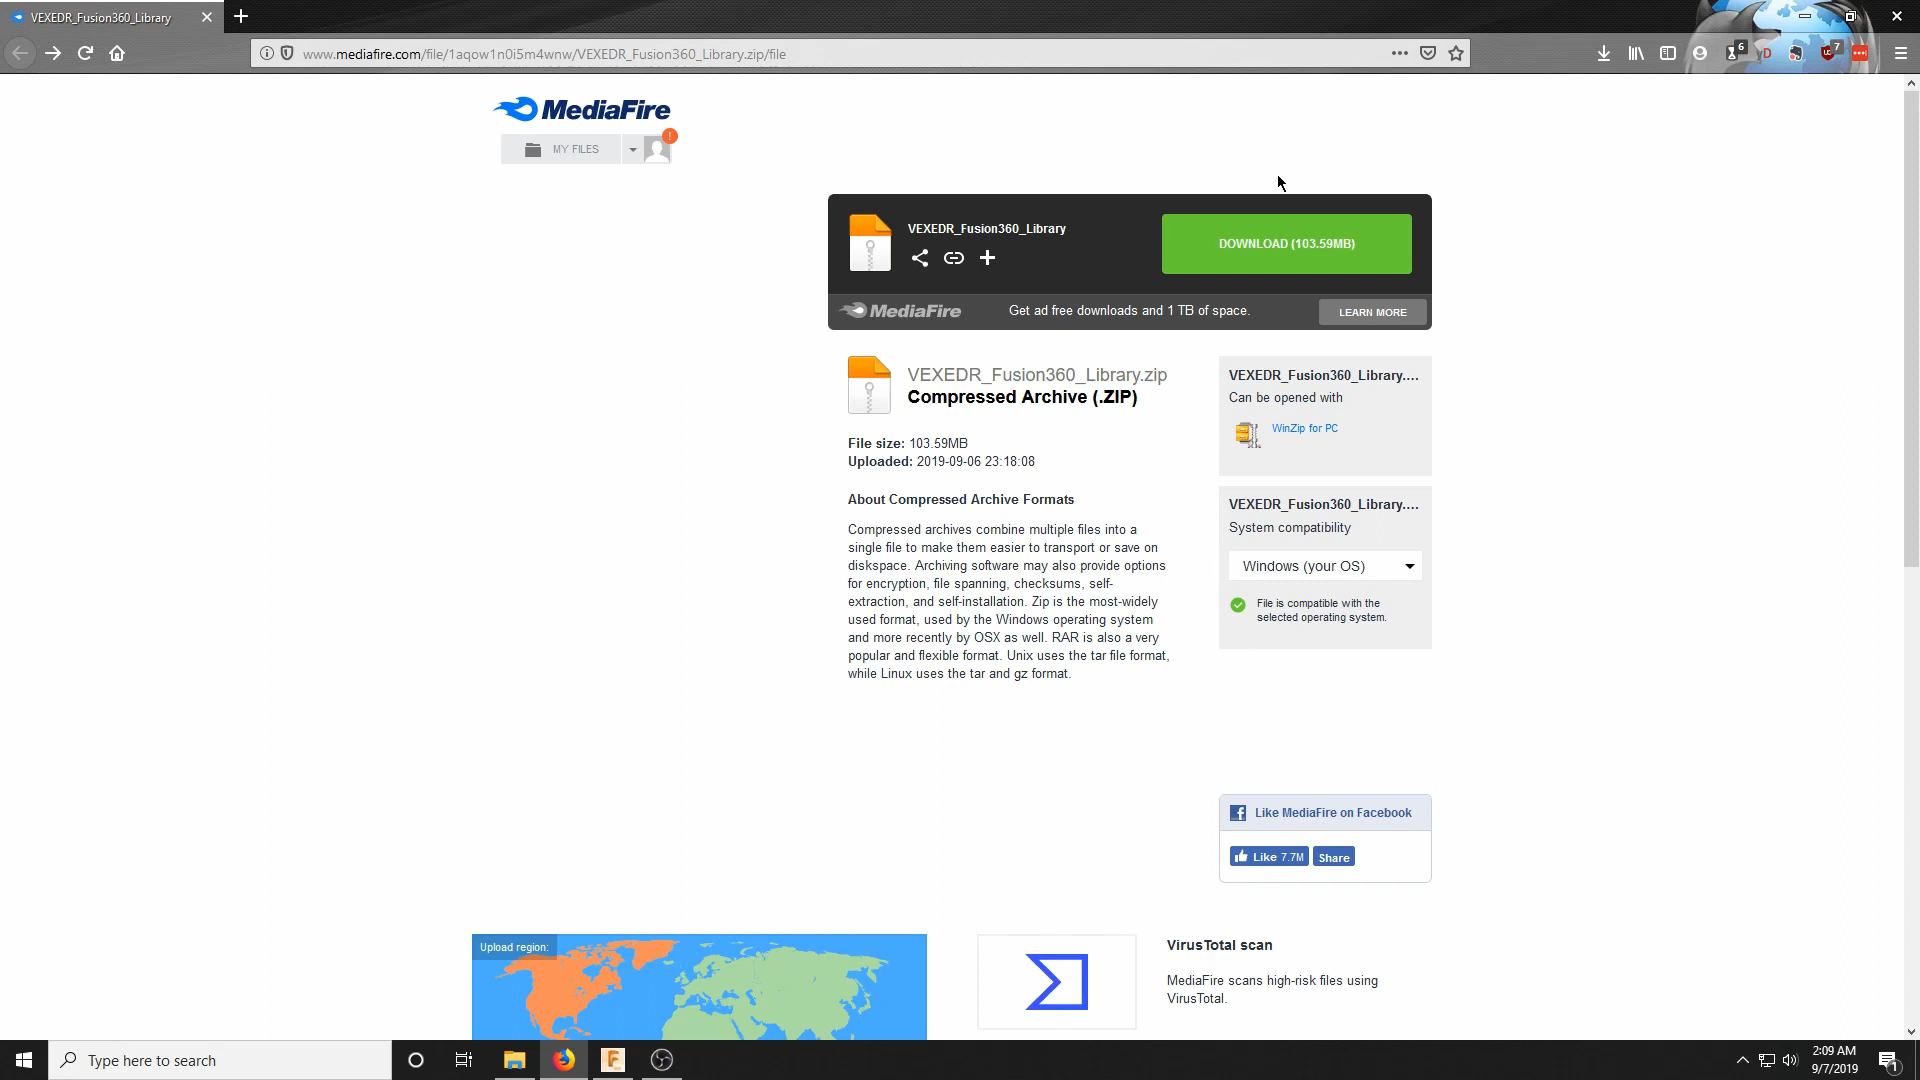 VEXEDR_Fusion360_Library
www.mediafire.com/file/1aqow1n0i5m4wnw/VEXEDR_Fusion360_Library.zip/file
6
D
7
MediaFire
MY FILES
!
VEXEDR_Fusion360_Library
DOWNLOAD (103.59MB)
MediaFire
Get ad free downloads and 1 TB of space.
LEARN MORE
VEXEDR_Fusion360_Library.zip
Compressed Archive (.ZIP)
File size: 103.59MB
Uploaded: 2019-09-06 23:18:08
About Compressed Archive Formats
Compressed archives combine multiple files into a
single file to make them easier to transport or save on
diskspace. Archiving software may also provide options
for encryption, file spanning, checksums, self-
extraction, and self-installation. Zip is the most-widely
used format, used by the Windows operating system
and more recently by OSX as well. RAR is also a very
popular and flexible format. Unix uses the tar file format,
while Linux uses the tar and gz format.
VEXEDR_Fusion360_Library....
Can be opened with
WinZip for PC
VEXEDR_Fusion360_Library....
System compatibility
Windows (your OS)
File is compatible with the
selected operating system.
Like MediaFire on Facebook
Like 7.7M
Share
Upload region:
VirusTotal scan
MediaFire scans high-risk files using
VirusTotal.
Type here to search
F
2:09 AM
9/7/2019
1